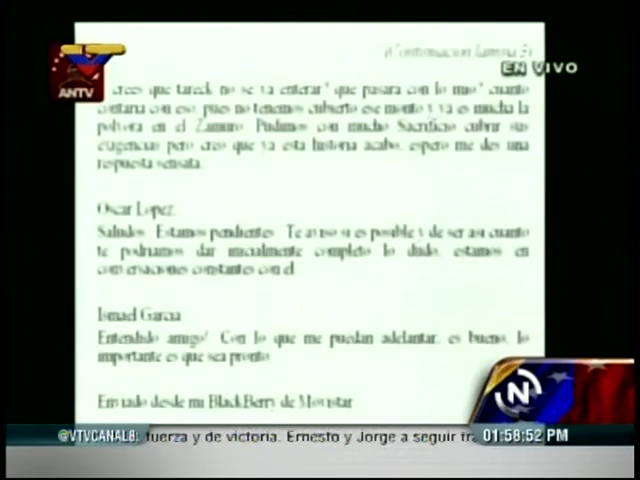 (Continuación lamina 3)
EN VIVO
ANTV
crees que tareck no se va enterar? que pasara con lo mio? cuanto
contaria con eso, pues no tenemos cubierto ese monto y ya es mucha la
polvora en el Zamuro. Pudimos con mucho Sacrificio cubrir sus
exigencias pero creo que ya esta historia acabo, espero me des una
respuesta sensata.
Oscar Lopez:
Saludos. Estamos pendientes. Te aviso si es posible y de ser asi cuanto
te podriamos dar inicialmente completo lo dudo, estamos en
conversaciones constantes con el
Ismael Garcia
Entendido amigo! Con lo que me puedan adelantar, es bueno, lo
importante es que sea pronto
Enviado desde mi BlackBerry de Movistar
N
@VTVCANAL8
fuerza y de victoria. Ernesto y Jorge a seguir
01:58:52 PM